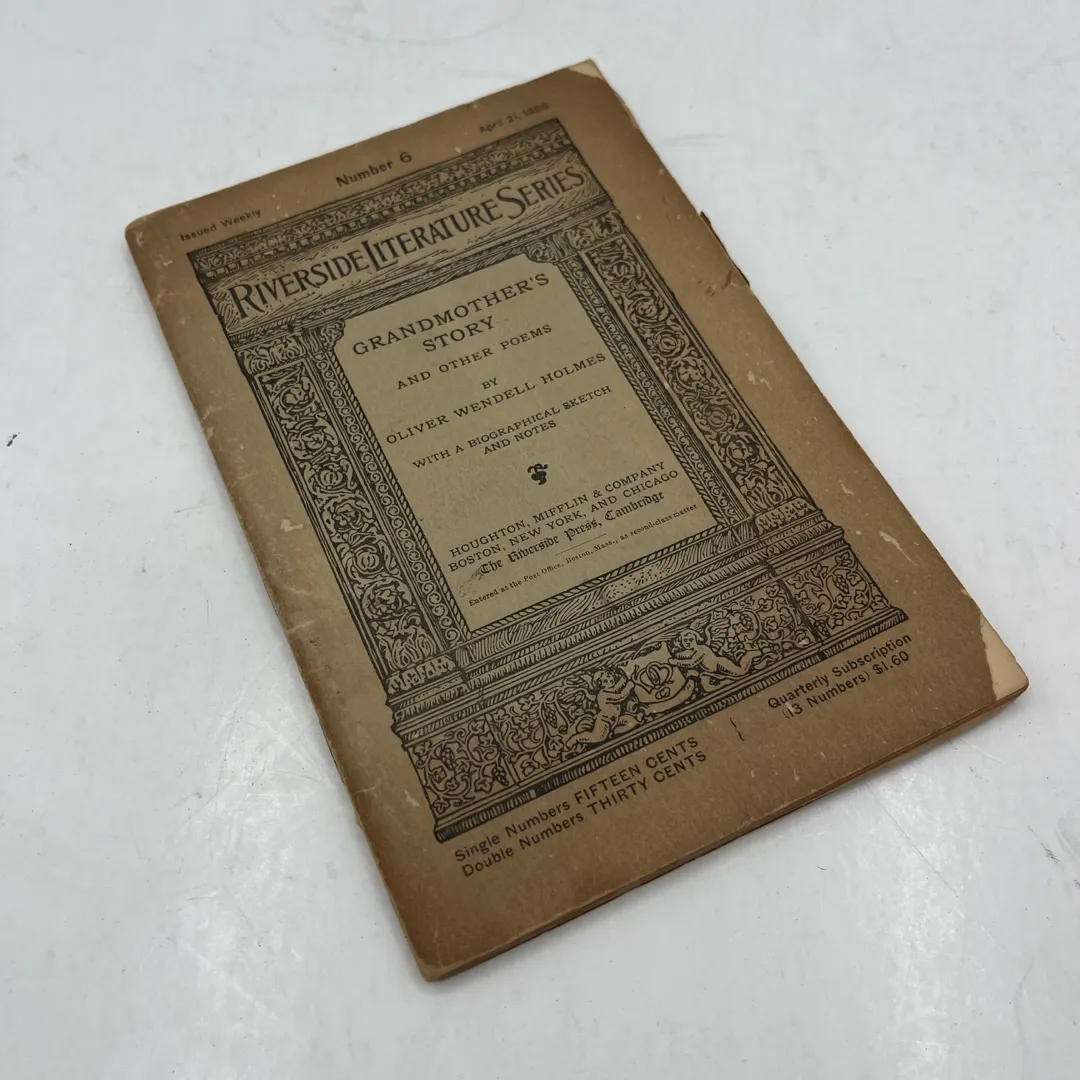 Issued Weekly
Number 6
April 21, 1886
RIVERSIDE LITERATURE SERIES
GRANDMOTHER'S
STORY
AND OTHER POEMS
BY
OLIVER WENDELL HOLMES
WITH A BIOGRAPHICAL SKETCH
AND NOTES
HOUGHTON, MIFFLIN & COMPANY
BOSTON, NEW YORK, AND CHICAGO
The Riverside Press, Cambridge
Entered at the Post Office, Boston, Mass., as second-class matter
Single Numbers FIFTEEN CENTS
Double Numbers THIRTY CENTS
Quarterly Subscription
(13 Numbers) $1.60